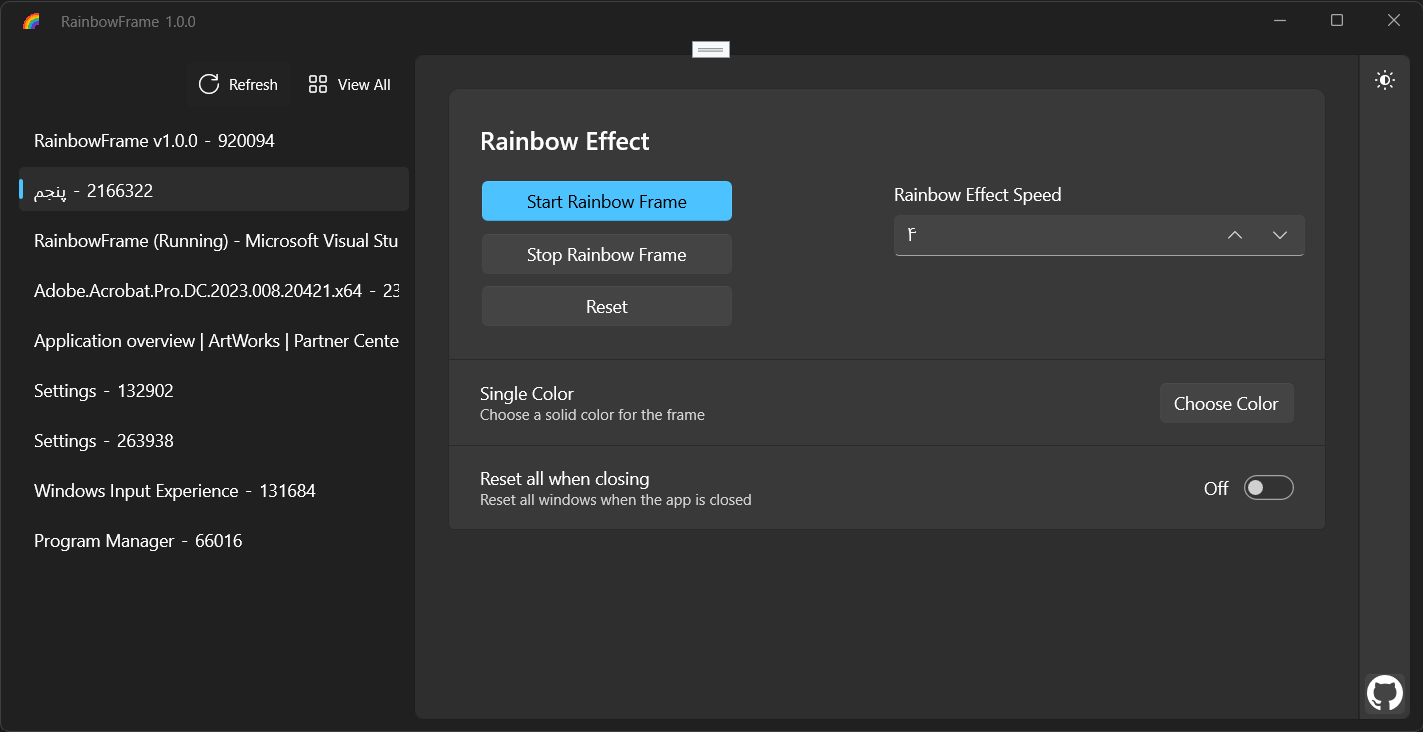 RainbowFrame 1.0.0
Refresh
View All
RainbowFrame v1.0.0 - 920094
پنجم - 2166322
RainbowFrame (Running) - Microsoft Visual Stu
Adobe.Acrobat.Pro.DC.2023.008.20421.x64 - 23
Application overview | ArtWorks | Partner Cente
Settings - 132902
Settings - 263938
Windows Input Experience - 131684
Program Manager - 66016
Rainbow Effect
Start Rainbow Frame
Stop Rainbow Frame
Reset
Rainbow Effect Speed
۴
Single Color
Choose a solid color for the frame
Choose Color
Reset all when closing
Reset all windows when the app is closed
Off